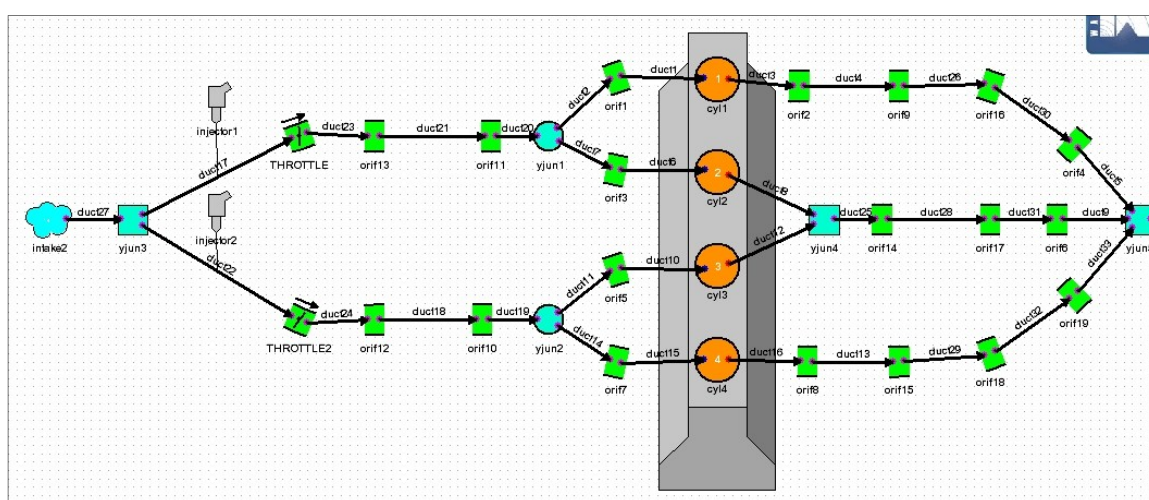 duct1
duct3
duct4
duct26
1
cyl1
orif1
orif2
orif9
orif16
injector1
duct2
duct30
duct23
duct21
duct20
THROTTLE
orif13
orif11
yjun1
duct17
duct7
duct6
2
cyl2
orif3
orif4
duct5
duct8
duct27
intake2
yjun3
injector2
duct25
duct28
duct31
duct9
yjun4
orif14
orif17
orif6
duct22
duct12
duct33
duct11
duct10
3
cyl3
orif5
duct24
duct18
duct19
THROTTLE2
orif12
orif10
yjun2
duct14
duct32
orif19
duct15
4
duct16
duct13
duct29
orif7
cyl4
orif8
orif15
orif18